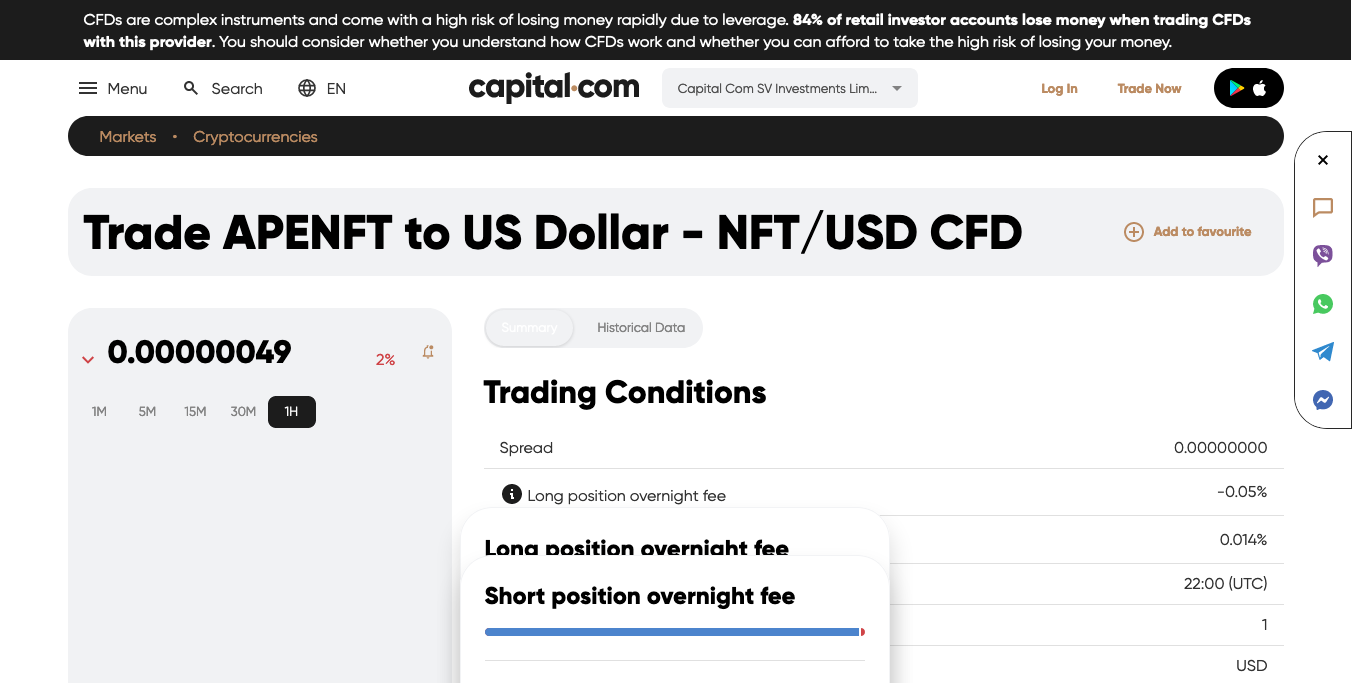 CFDs are complex instruments and come with a high risk of losing money rapidly due to leverage. 84% of retail investor accounts lose money when trading CFDs
with this provider. You should consider whether you understand how CFDs work and whether you can afford to take the high risk of losing your money.
Menu
Search
EN
capital.com
Capital Com SV Investments Lim...
Log In
Trade Now
Markets
Cryptocurrencies
Trade APENFT to US Dollar - NFT/USD CFD
Add to favourite
0.00000049
2%
1M 5M 15M 30M 1H
Summary
Historical Data
Trading Conditions
Spread 0.00000000
Long position overnight fee -0.05%
Long position overnight fee
0.014%
Short position overnight fee
22:00 (UTC)
1
USD